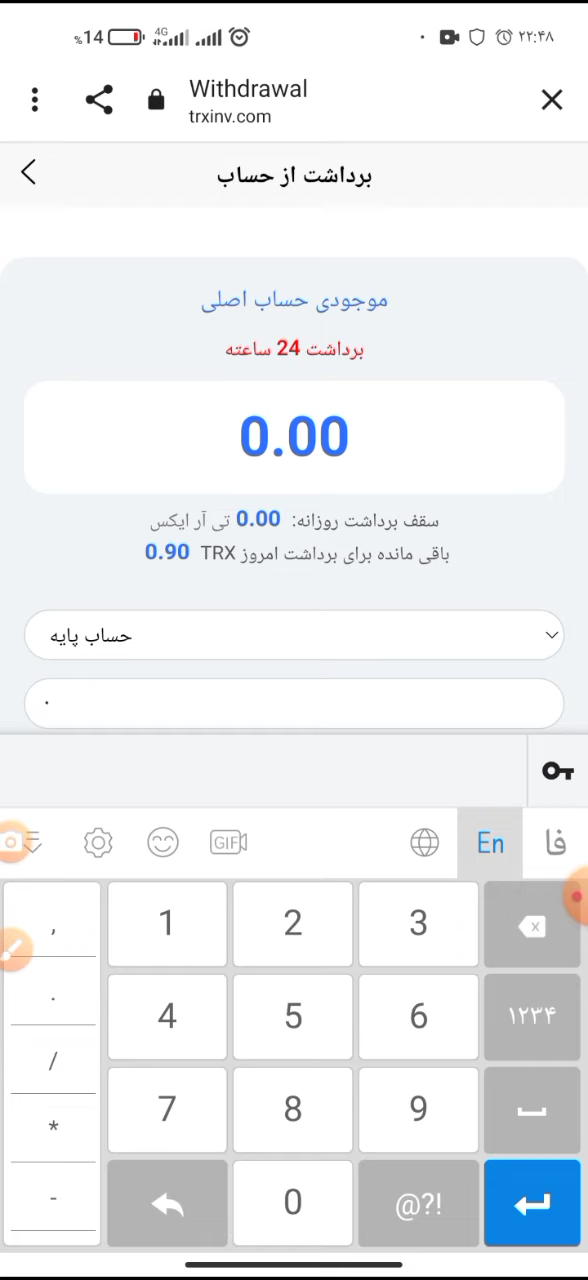 %14 4G ۲۲:۴۸
Withdrawal
trxinv.com
برداشت از حساب
موجودی حساب اصلی
برداشت 24 ساعته
0.00
سقف برداشت روزانه: 0.00 تی آر ایکس
باقی مانده برای برداشت امروز TRX 0.90
حساب پایه
.
GIF En فا
, 1 2 3 x
. 4 5 6 ۱۲۳۴
/ 7 8 9
*
- 0 @?!